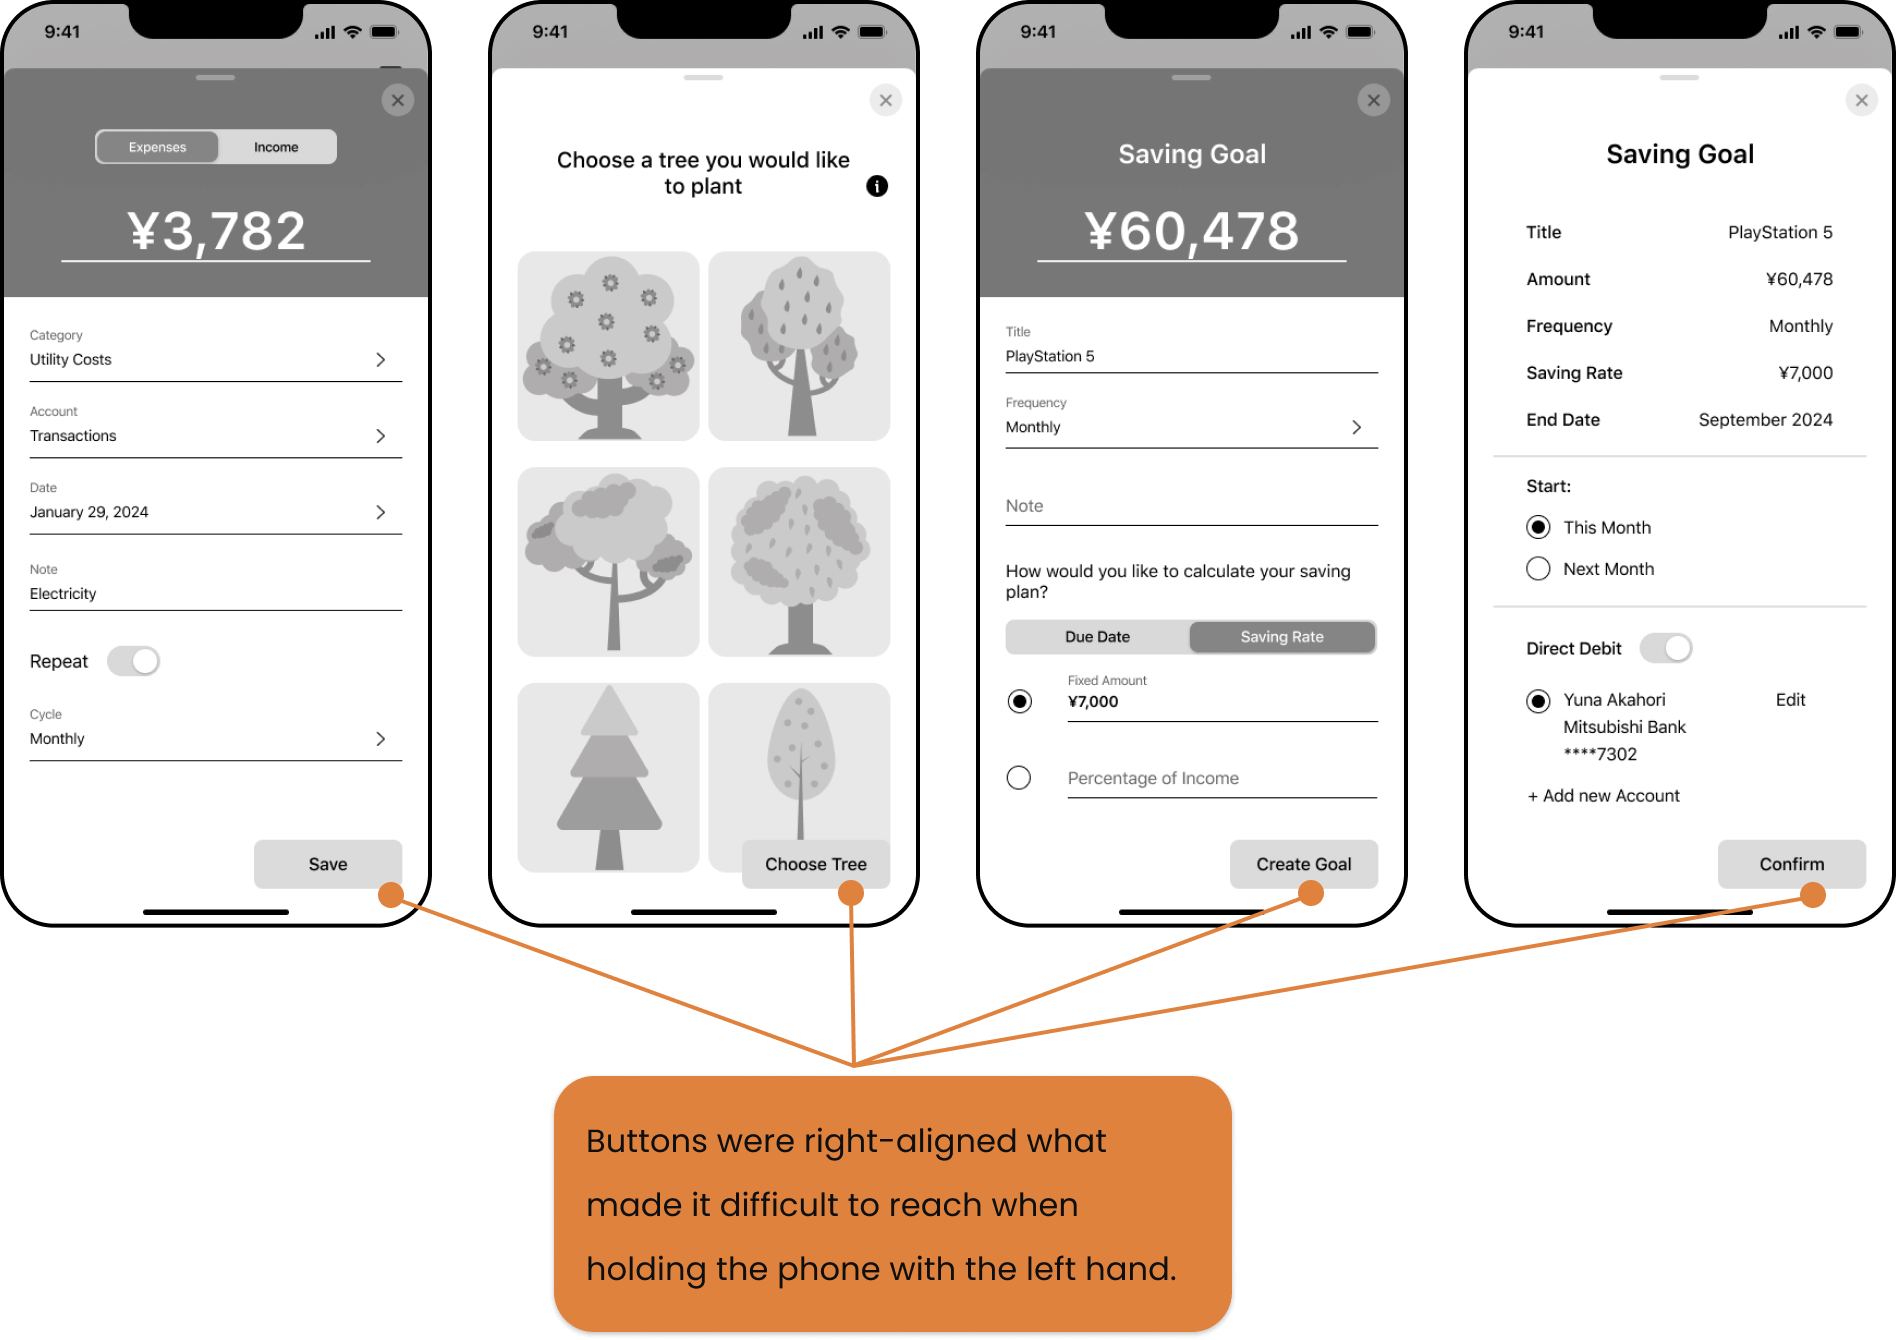 9:41
Expenses
Income
¥3,782
Category
Utility Costs
Account
Transactions
Date
January 29, 2024
Note
Electricity
Repeat
Cycle
Monthly
Save
9:41
Choose a tree you would like
to plant
i
Choose Tree
9:41
Saving Goal
¥60,478
Title
PlayStation 5
Frequency
Monthly
Note
How would you like to calculate your saving
plan?
Due Date
Saving Rate
Fixed Amount
¥7,000
Percentage of Income
Create Goal
9:41
Saving Goal
Title PlayStation 5
Amount ¥60,478
Frequency Monthly
Saving Rate ¥7,000
End Date September 2024
Start:
This Month
Next Month
Direct Debit
Yuna Akahori Edit
Mitsubishi Bank
****7302
+ Add new Account
Confirm
Buttons were right-aligned what
made it difficult to reach when
holding the phone with the left hand.